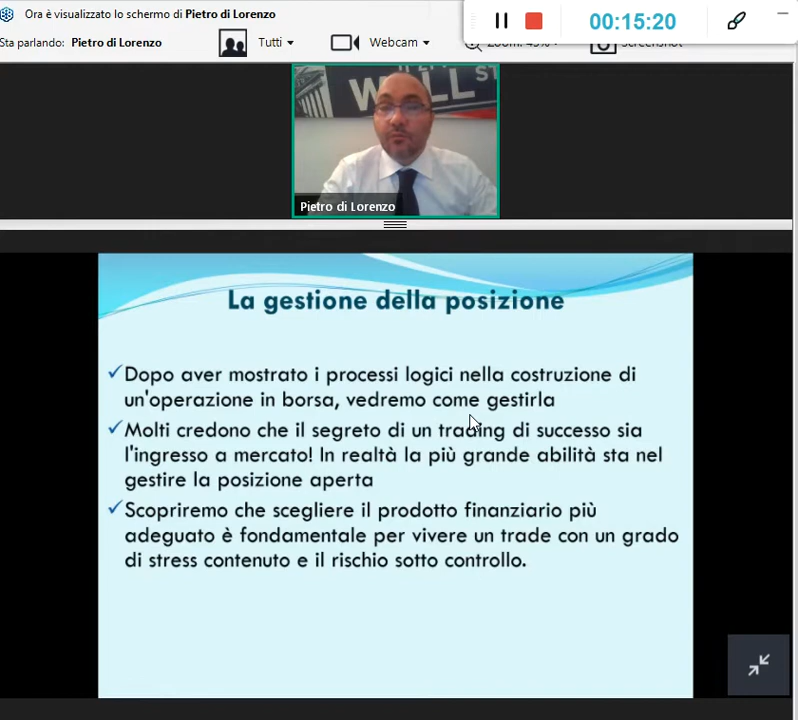 Ora è visualizzato lo schermo di Pietro di Lorenzo
00:15:20
Sta parlando: Pietro di Lorenzo
Tutti
Webcam
WALL ST
Pietro di Lorenzo
La gestione della posizione
✓Dopo aver mostrato i processi logici nella costruzione di
un'operazione in borsa, vedremo come gestirla
✓Molti credono che il segreto di un trading di successo sia
l'ingresso a mercato! In realtà la più grande abilità sta nel
gestire la posizione aperta
✓Scopriremo che scegliere il prodotto finanziario più
adeguato è fondamentale per vivere un trade con un grado
di stress contenuto e il rischio sotto controllo.